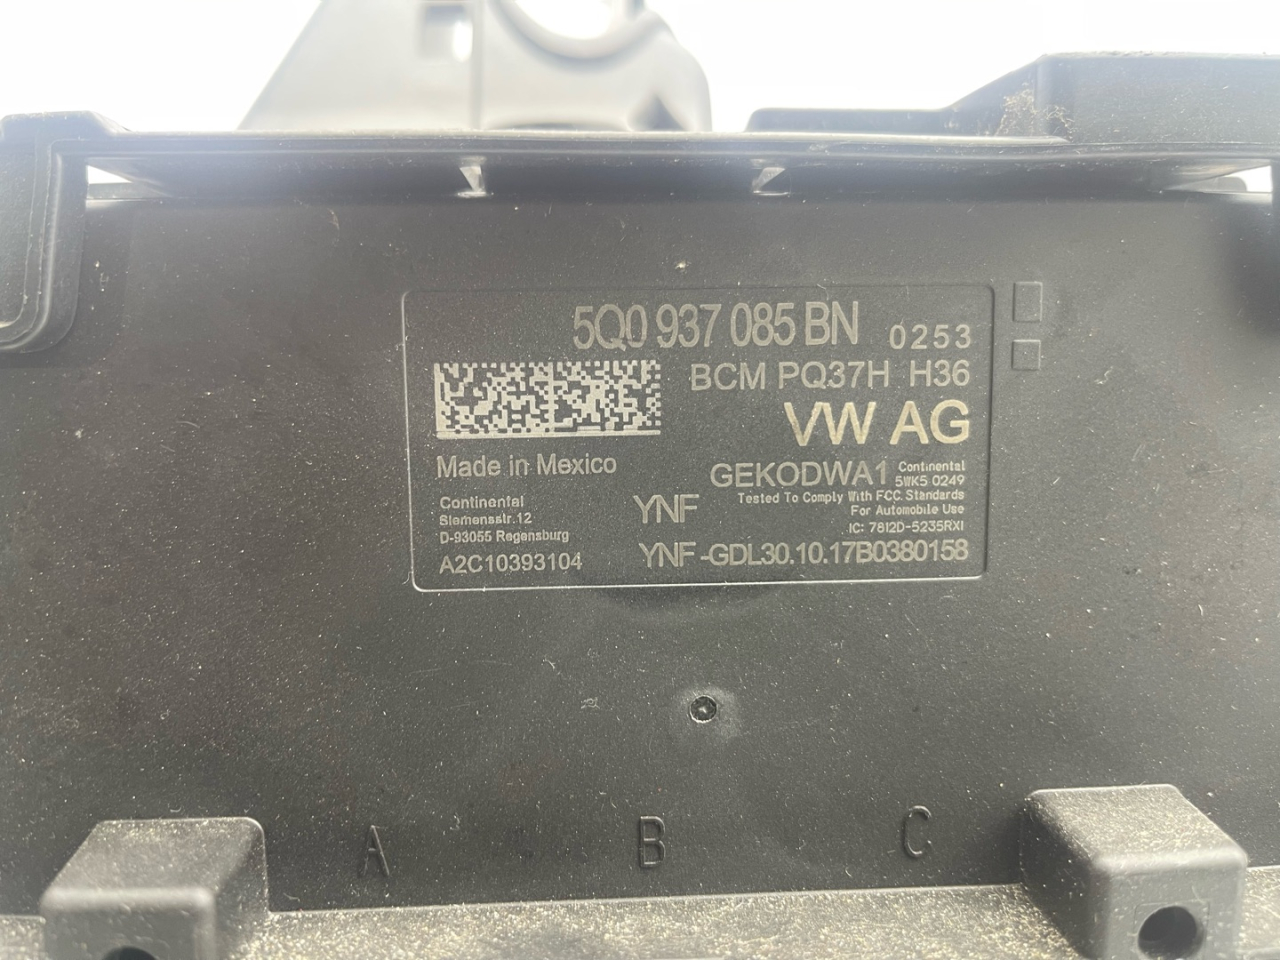 5Q0 937 085 BN 0253
BCM PQ37H H36
VW AG
Made in Mexico
GEKODWA1
Continental
5WK5 0249
Tested To Comply With FCC. Standards
For Automobile Use
IC: 7812D-5235RXI
Continental
Siemensstr.12
D-93055 Regensburg
A2C10393104
YNF
YNF-GDL30.10.17B0380158
A B C